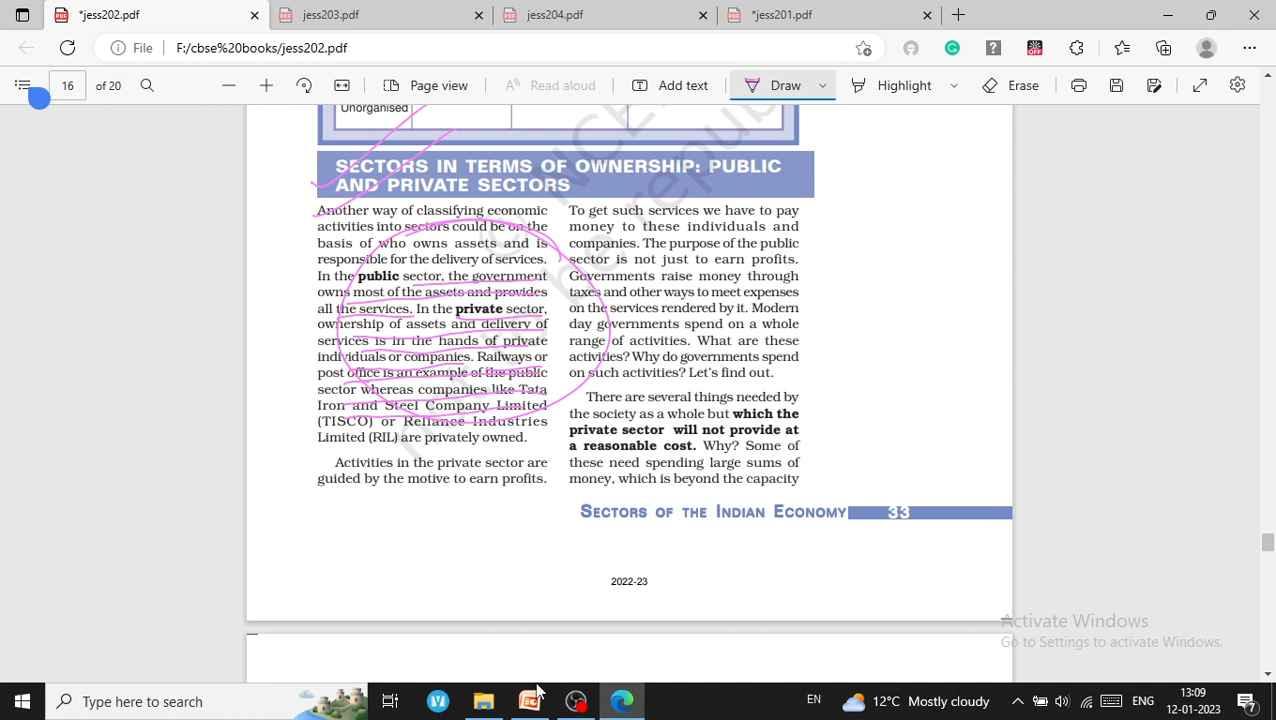 *jess202.pdf
jess203.pdf
jess204.pdf
*jess201.pdf
File F:/cbse%20books/jess202.pdf
OFF
16 of 20
Page view
Read aloud
Add text
Draw
Highlight
Erase
Unorganised
SECTORS IN TERMS OF OWNERSHIP: PUBLIC
AND PRIVATE SECTORS
Another way of classifying economic
activities into sectors could be on the
basis of who owns assets and is
responsible for the delivery of services.
In the public sector, the government
owns most of the assets and provides
all the services. In the private sector,
ownership of assets and delivery of
services is in the hands of private
individuals or companies. Railways or
post office is an example of the public
sector whereas companies like Tata
Iron and Steel Company Limited
(TISCO) or Reliance Industries
Limited (RIL) are privately owned.
Activities in the private sector are
guided by the motive to earn profits.
To get such services we have to pay
money to these individuals and
companies. The purpose of the public
sector is not just to earn profits.
Governments raise money through
taxes and other ways to meet expenses
on the services rendered by it. Modern
day governments spend on a whole
range of activities. What are these
activities? Why do governments spend
on such activities? Let's find out.
There are several things needed by
the society as a whole but which the
private sector will not provide at
a reasonable cost. Why? Some of
these need spending large sums of
money, which is beyond the capacity
SECTORS OF THE INDIAN ECONOMY 33
2022-23
Activate Windows
Go to Settings to activate Windows.
Type here to search
EN
12°C Mostly cloudy
ENG
13:09
12-01-2023
7